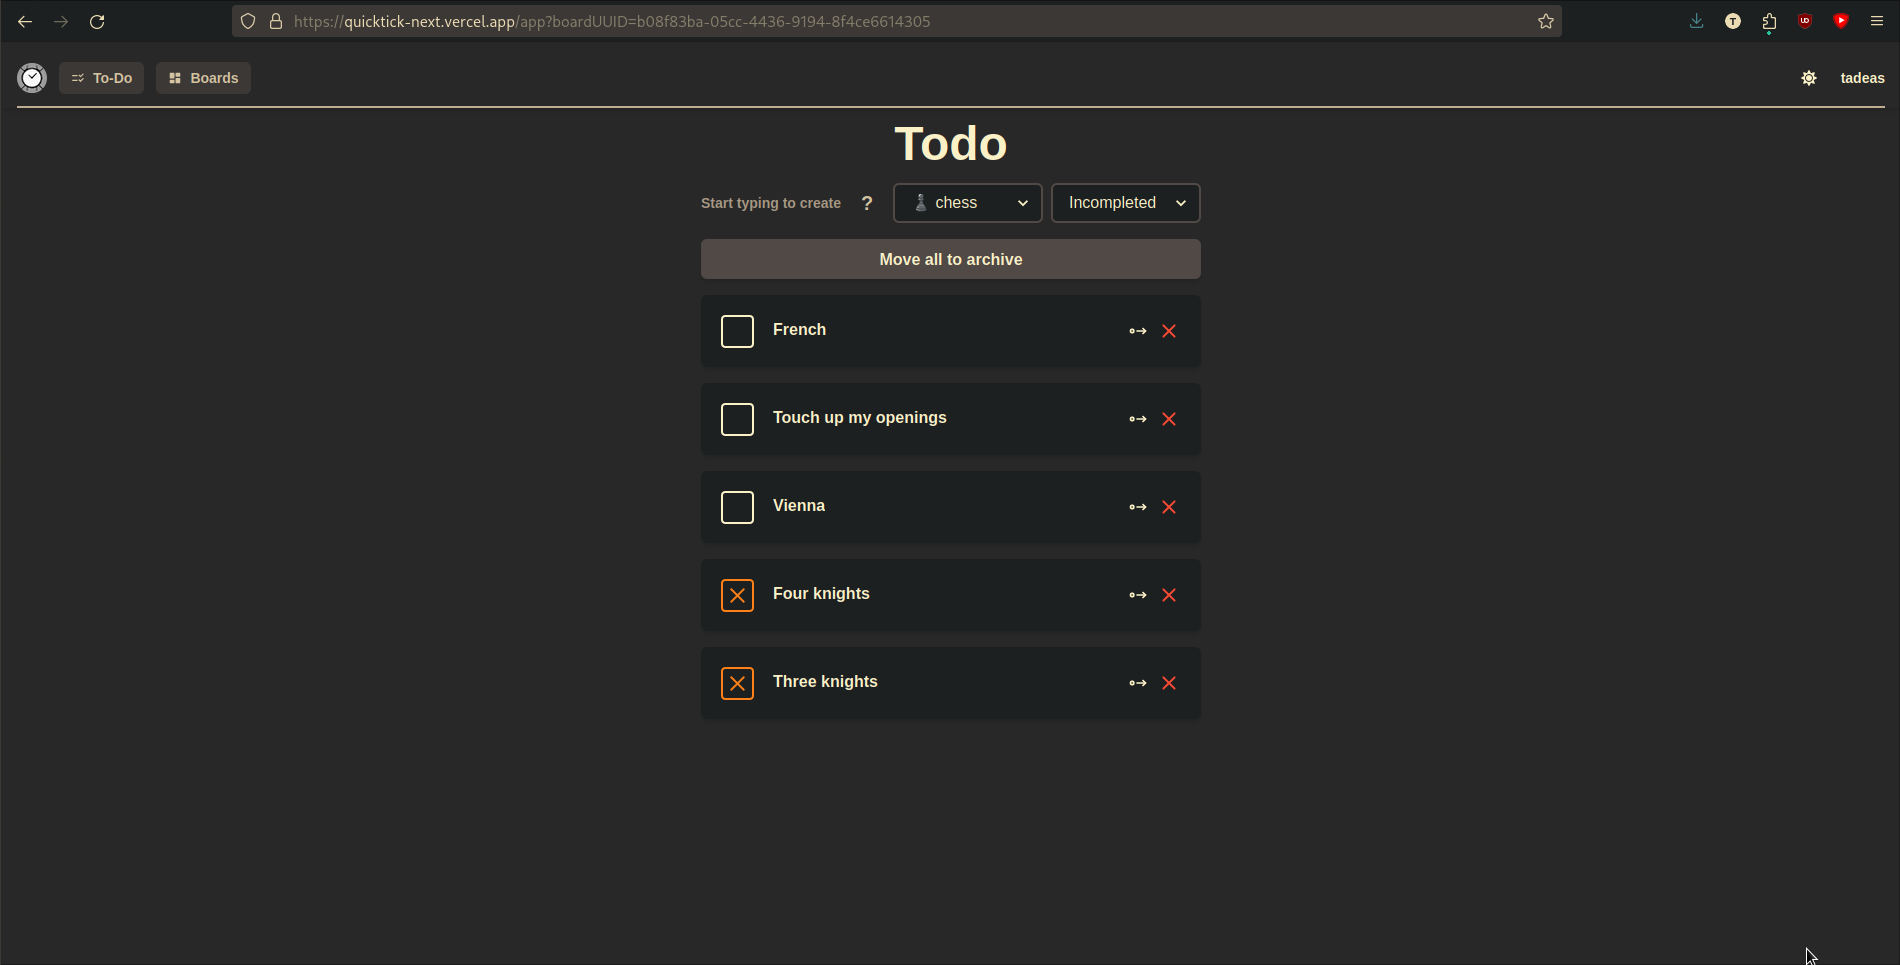 https://quicktick-next.vercel.app/app?boardUUID=b08f83ba-05cc-4436-9194-8f4ce6614305
T
UD
To-Do
Boards
tadeas
Todo
Start typing to create
?
chess
Incompleted
Move all to archive
French
Touch up my openings
Vienna
Four knights
Three knights